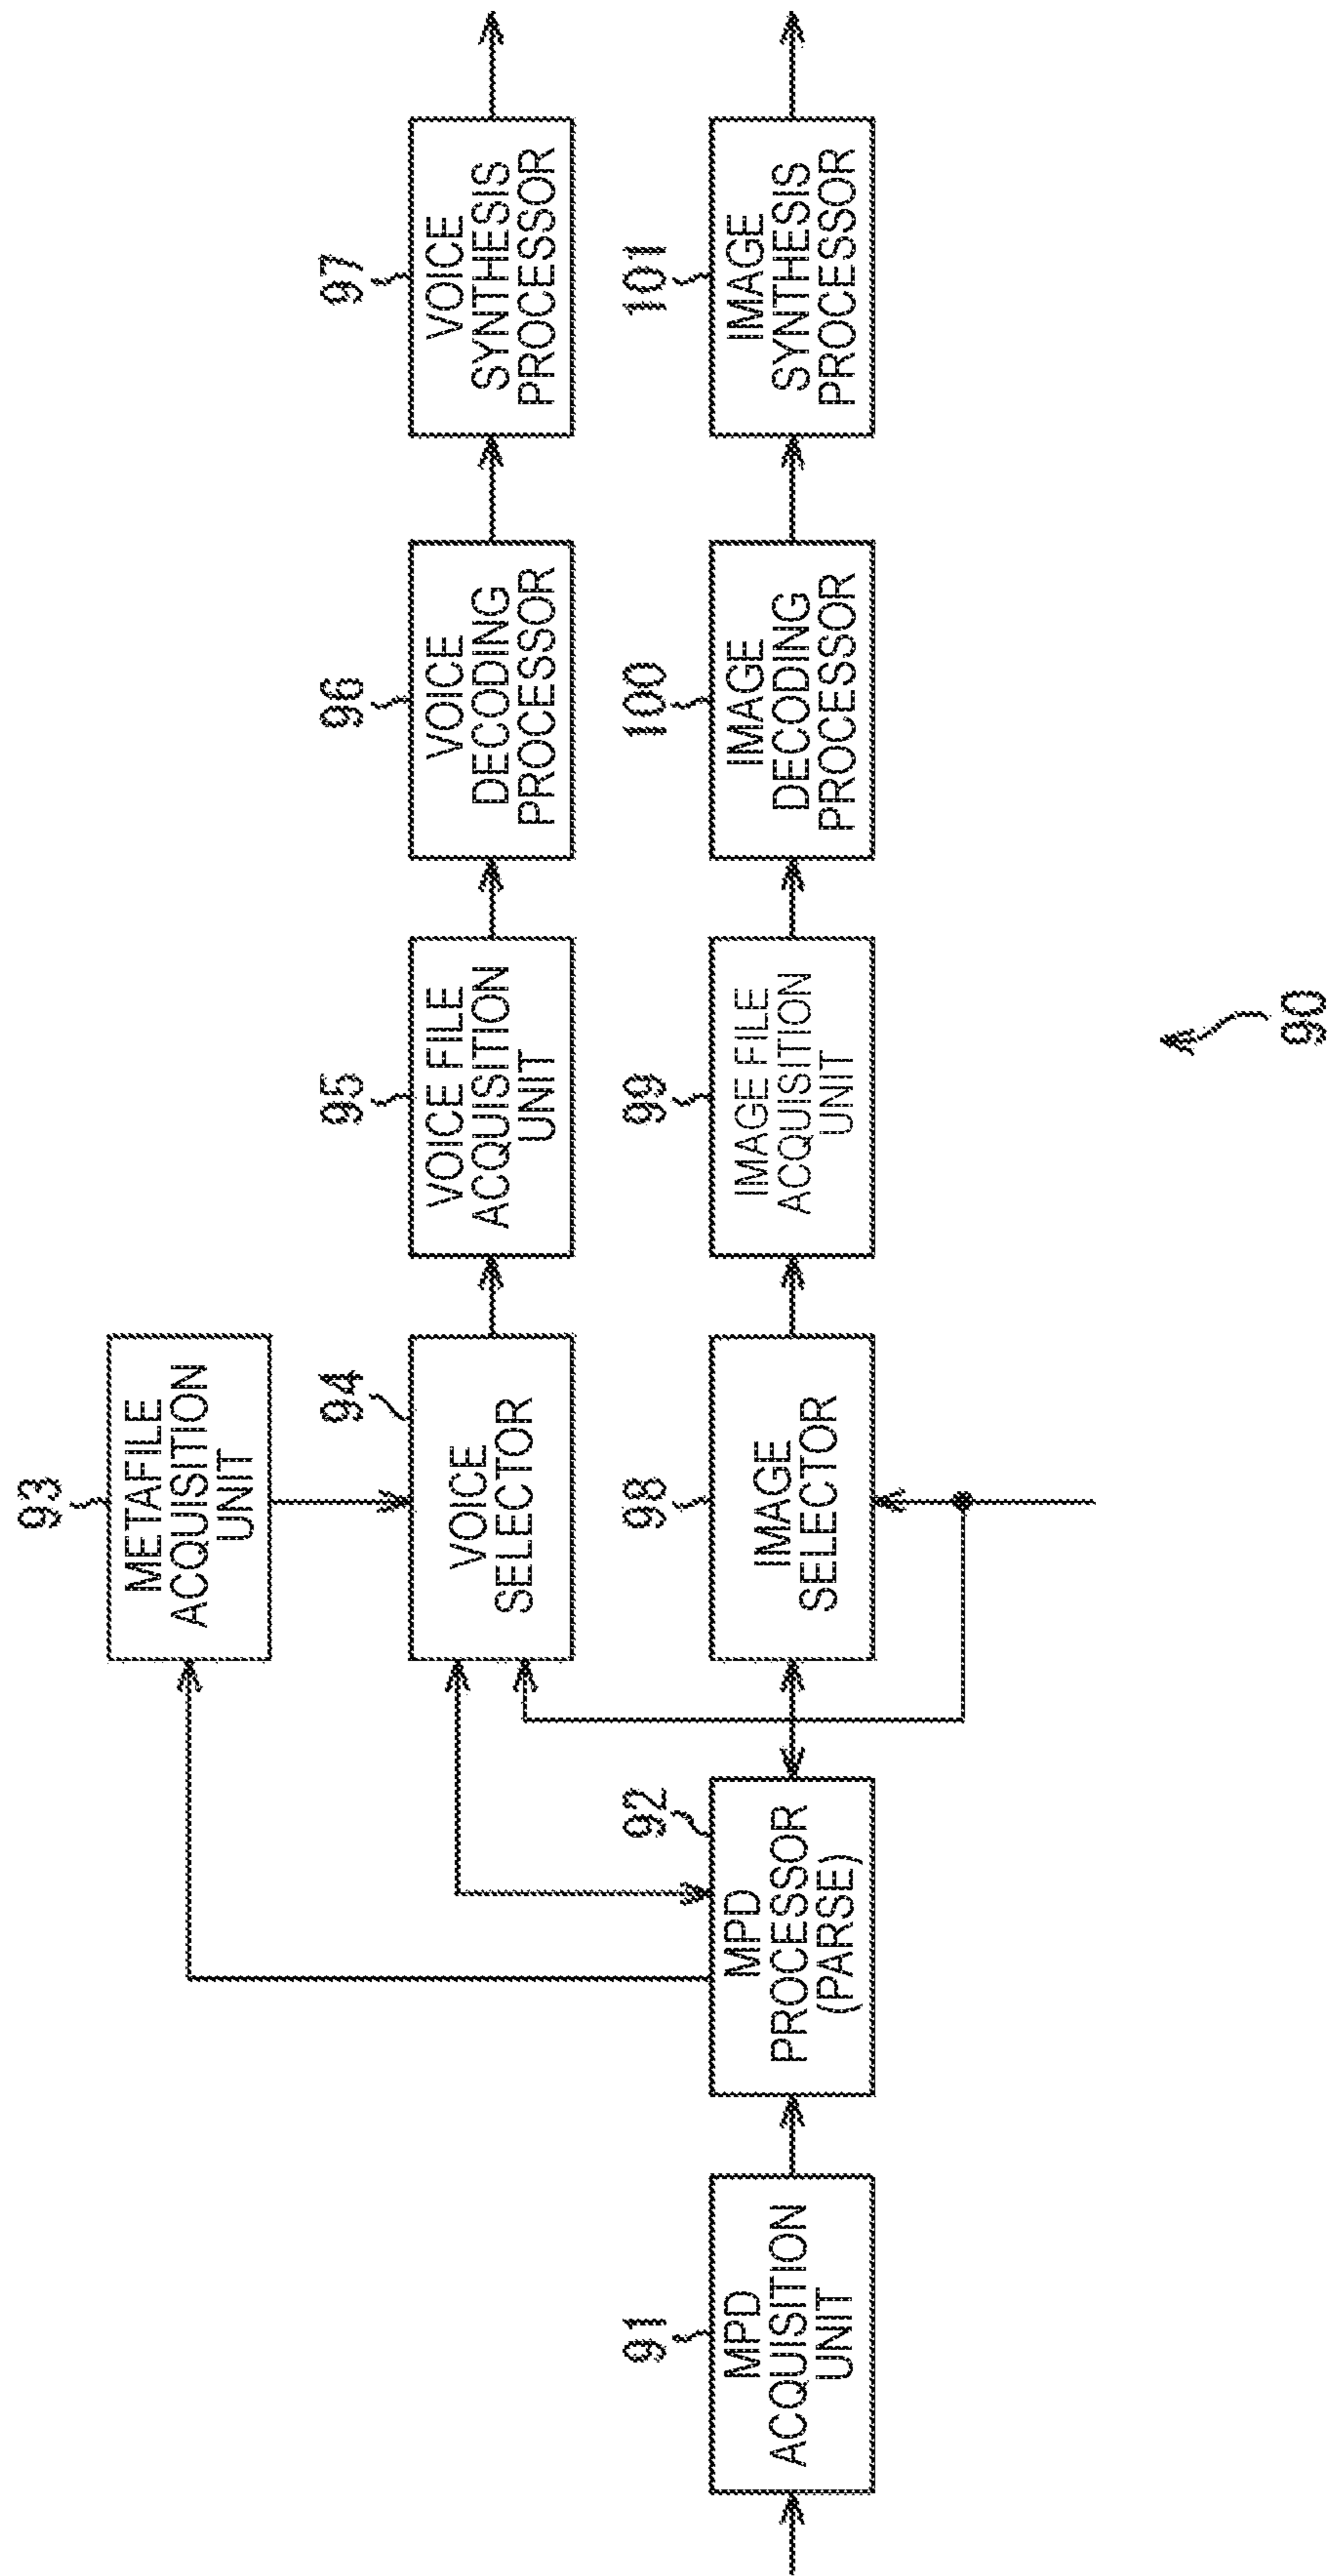 93
METAFILE
ACQUISITION
UNIT
94
VOICE
SELECTOR
95
VOICE FILE
ACQUISITION
UNIT
96
VOICE
DECODING
PROCESSOR
97
VOICE
SYNTHESIS
PROCESSOR
91
MPD
ACQUISITION
UNIT
92
MPD
PROCESSOR
(PARSE)
98
IMAGE
SELECTOR
99
IMAGE FILE
ACQUISITION
UNIT
100
IMAGE
DECODING
PROCESSOR
101
IMAGE
SYNTHESIS
PROCESSOR
90